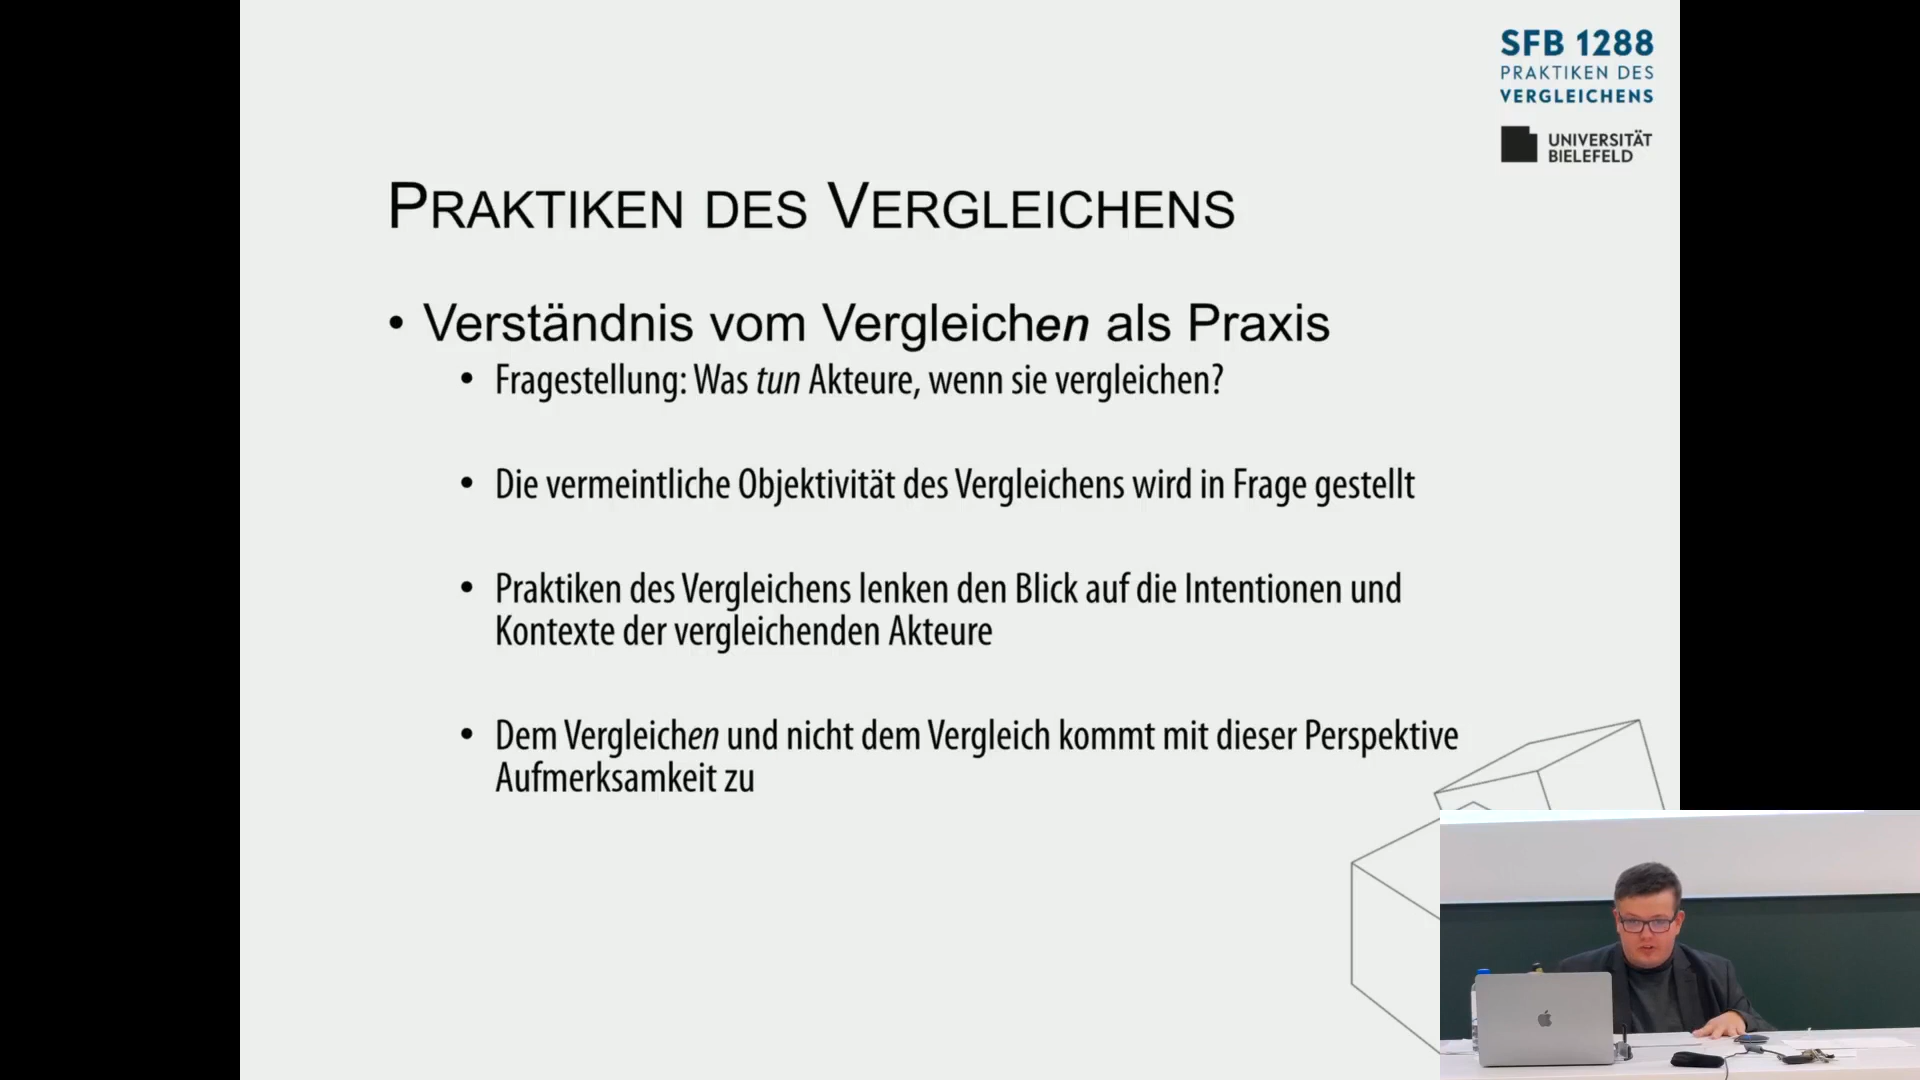 SFB 1288
PRAKTIKEN DES
VERGLEICHENS
UNIVERSITÄT
BIELEFELD
PRAKTIKEN DES VERGLEICHENS
• Verständnis vom Vergleichen als Praxis
• Fragestellung: Was tun Akteure, wenn sie vergleichen?
• Die vermeintliche Objektivität des Vergleichens wird in Frage gestellt
• Praktiken des Vergleichens lenken den Blick auf die Intentionen und
Kontexte der vergleichenden Akteure
• Dem Vergleichen und nicht dem Vergleich kommt mit dieser Perspektive
Aufmerksamkeit zu